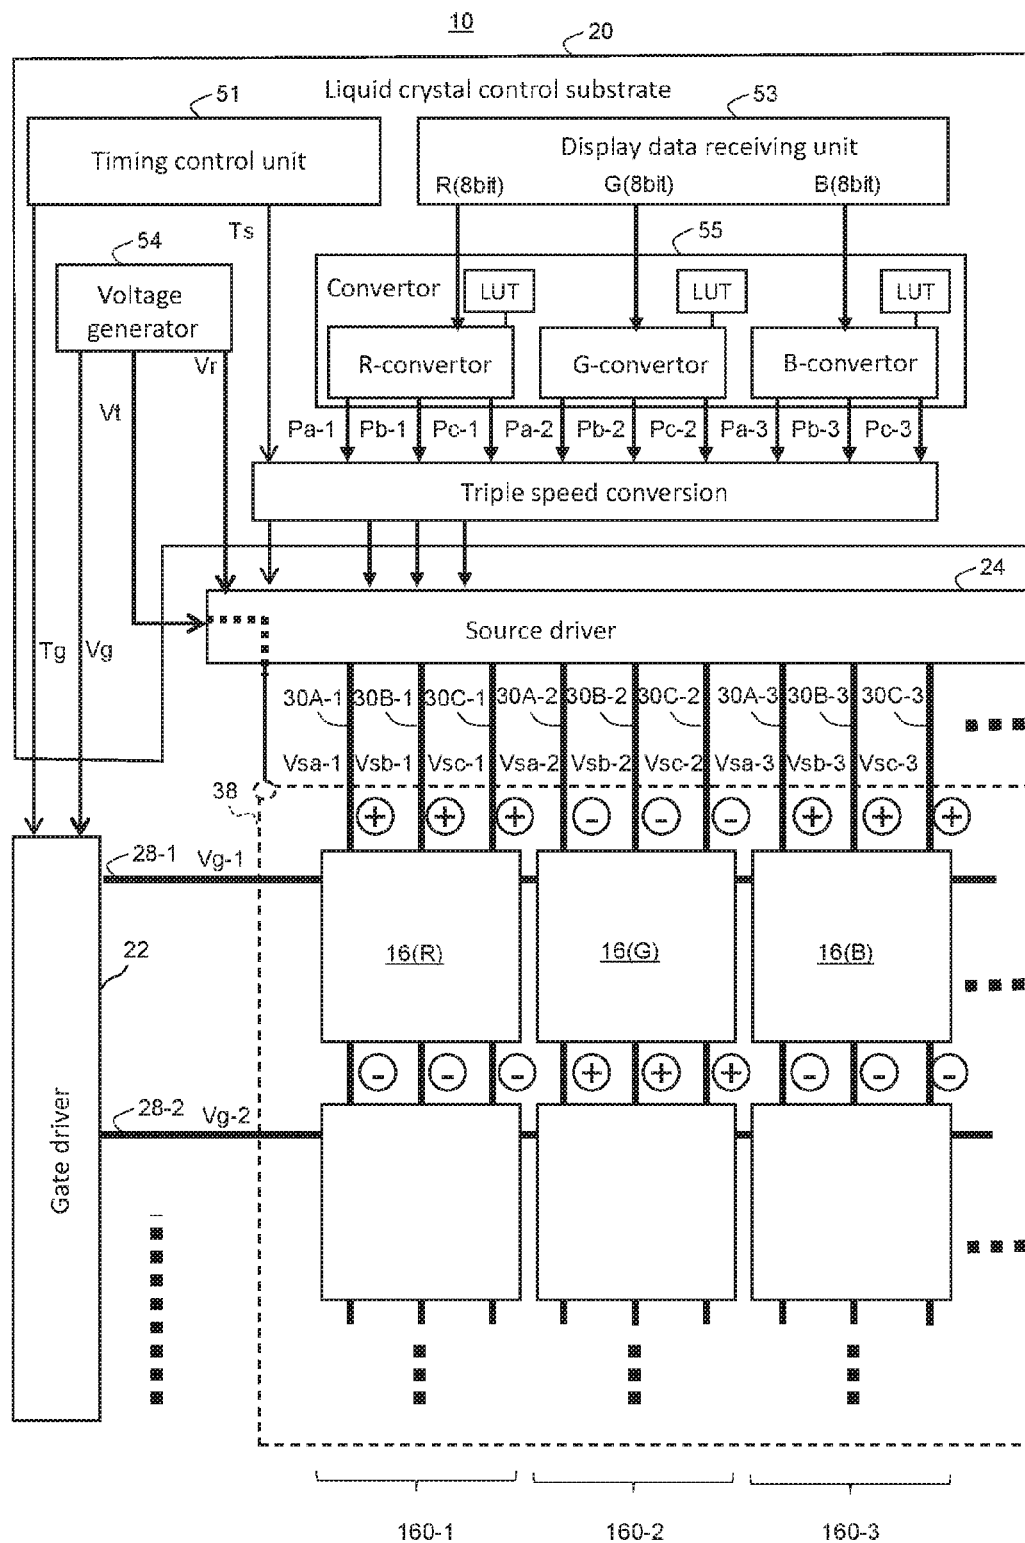 10
20
Liquid crystal control substrate
51
53
Timing control unit
Display data receiving unit
R(8bit)
G(8bit)
B(8bit)
Ts
54
55
Voltage generator
Convertor
LUT
LUT
LUT
R-convertor
G-convertor
B-convertor
Vr
Vt
Pa-1
Pb-1
Pc-1
Pa-2
Pb-2
Pc-2
Pa-3
Pb-3
Pc-3
Triple speed conversion
24
Source driver
Tg
Vg
30A-1
30B-1
30C-1
30A-2
30B-2
30C-2
30A-3
30B-3
30C-3
Vsa-1
Vsb-1
Vsc-1
Vsa-2
Vsb-2
Vsc-2
Vsa-3
Vsb-3
Vsc-3
38
+ + + - - - + + +
28-1
Vg-1
22
16(R)
16(G)
16(B)
- - - + + + - - -
28-2
Vg-2
Gate driver
160-1
160-2
160-3